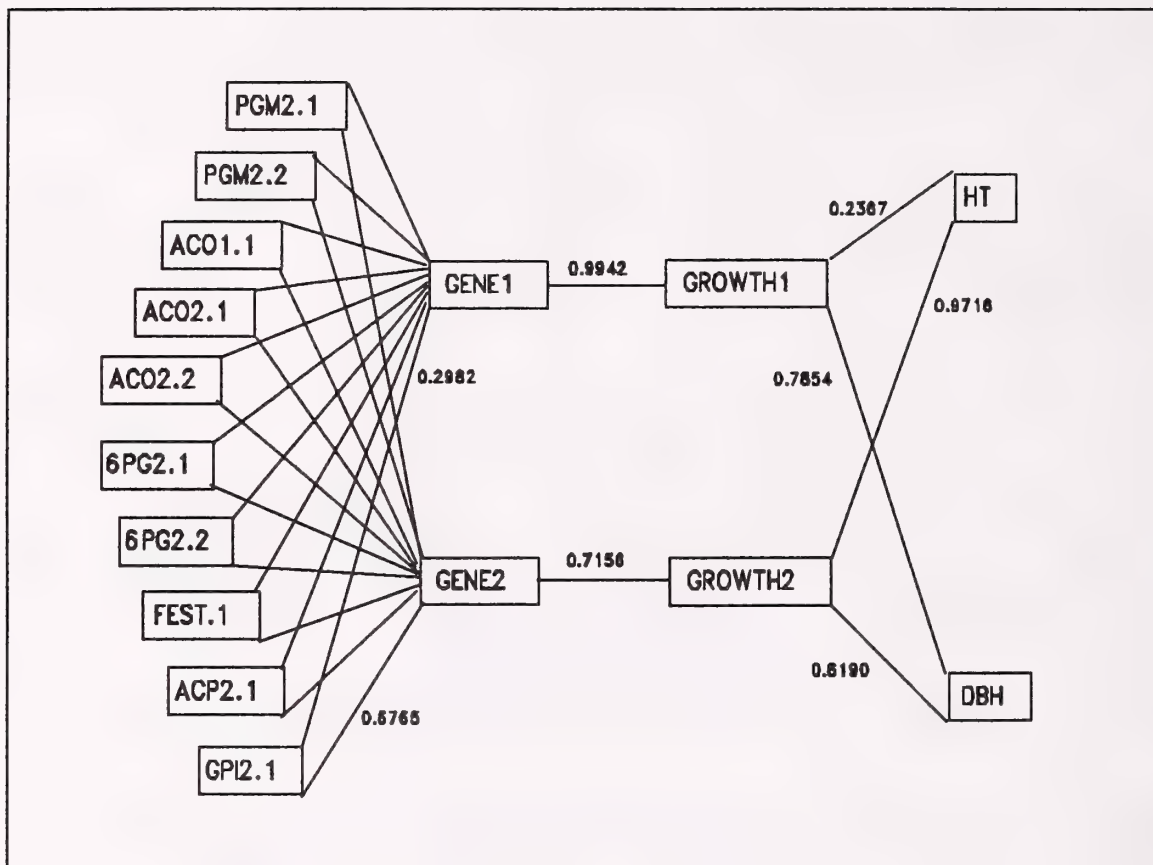 PGM2.1
PGM2.2
ACO1.1
ACO2.1
ACO2.2
6PG2.1
6PG2.2
FEST.1
ACP2.1
GPI2.1
GENE1
0.9942
GROWTH1
0.2367
HT
0.9716
0.2982
0.7854
GENE2
0.7156
GROWTH2
0.6190
DBH
0.5765